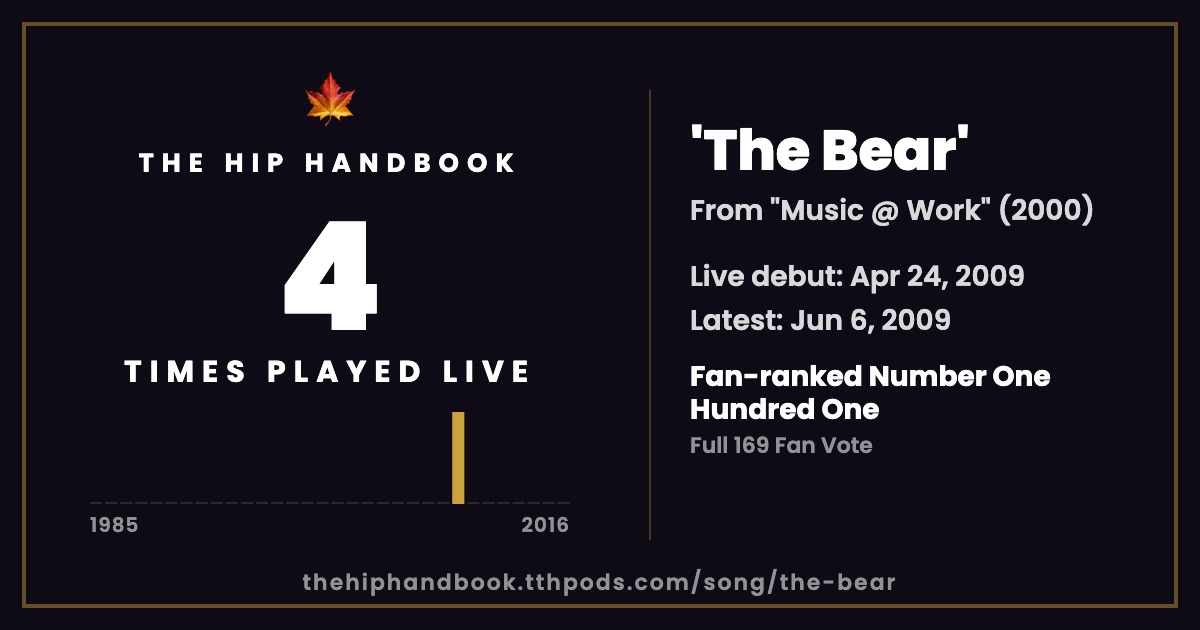 THE HIP HANDBOOK
4
TIMES PLAYED LIVE
1985
2016
'The Bear'
From "Music @ Work" (2000)
Live debut: Apr 24, 2009
Latest: Jun 6, 2009
Fan-ranked Number One
Hundred One
Full 169 Fan Vote
thehiphandbook.tthpods.com/song/the-bear